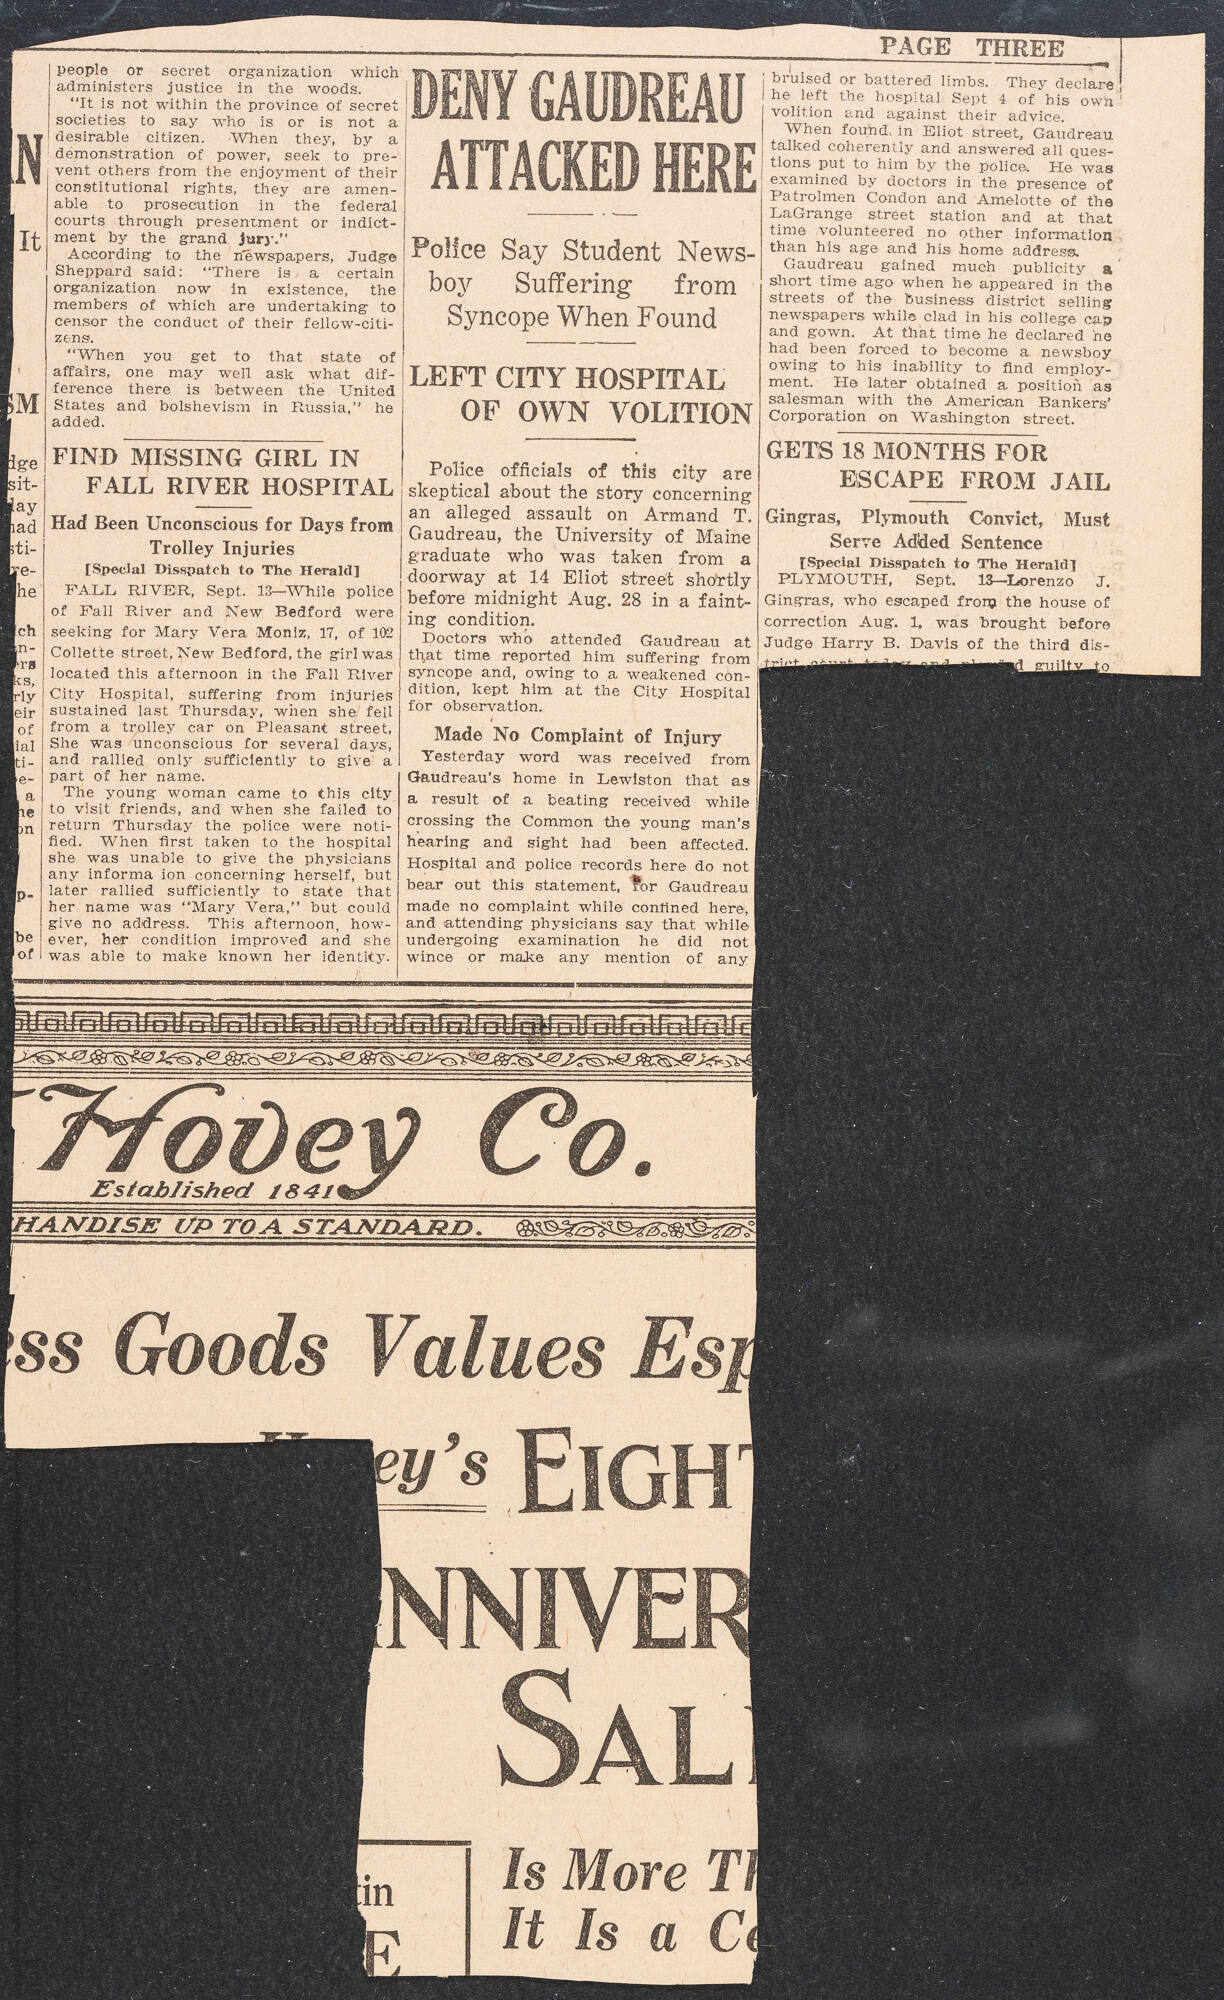 PAGE THREE
N
It
SM
dge
sit-
lay
had
sti-
re-
he
ich
n-
ers
ks,
rly
eir
of
ial
ti-
e-
a
he
on
p-
be
of
people or secret organization which
administers justice in the woods.
"It is not within the province of secret
societies to say who is or is not a
desirable citizen. When they, by a
demonstration of power, seek to pre-
vent others from the enjoyment of their
constitutional rights, they are amen-
able to prosecution in the federal
courts through presentment or indict-
ment by the grand jury."
According to the newspapers, Judge
Sheppard said: "There is a certain
organization now in existence, the
members of which are undertaking to
censor the conduct of their fellow-citi-
zens.
"When you get to that state of
affairs, one may well ask what dif-
ference there is between the United
States and bolshevism in Russia," he
added.
FIND MISSING GIRL IN
FALL RIVER HOSPITAL
Had Been Unconscious for Days from
Trolley Injuries
[Special Disspatch to The Herald]
FALL RIVER, Sept. 13—While police
of Fall River and New Bedford were
seeking for Mary Vera Moniz, 17, of 102
Collette street, New Bedford, the girl was
located this afternoon in the Fall River
City Hospital, suffering from injuries
sustained last Thursday, when she fell
from a trolley car on Pleasant street,
She was unconscious for several days,
and rallied only sufficiently to give a
part of her name.
The young woman came to this city
to visit friends, and when she failed to
return Thursday the police were noti-
fied. When first taken to the hospital
she was unable to give the physicians
any informa ion concerning herself, but
later rallied sufficiently to state that
her name was "Mary Vera," but could
give no address. This afternoon, how-
ever, her condition improved and she
was able to make known her identity.
DENY GAUDREAU
ATTACKED HERE
Police Say Student News-
boy Suffering from
Syncope When Found
LEFT CITY HOSPITAL
OF OWN VOLITION
Police officials of this city are
skeptical about the story concerning
an alleged assault on Armand T.
Gaudreau, the University of Maine
graduate who was taken from a
doorway at 14 Eliot street shortly
before midnight Aug. 28 in a faint-
ing condition.
Doctors who attended Gaudreau at
that time reported him suffering from
syncope and, owing to a weakened con-
dition, kept him at the City Hospital
for observation.
Made No Complaint of Injury
Yesterday word was received from
Gaudreau's home in Lewiston that as
a result of a beating received while
crossing the Common the young man's
hearing and sight had been affected.
Hospital and police records here do not
bear out this statement, for Gaudreau
made no complaint while confined here,
and attending physicians say that while
undergoing examination he did not
wince or make any mention of any
bruised or battered limbs. They declare
he left the hospital Sept 4 of his own
volition and against their advice.
When found in Eliot street, Gaudreau
talked coherently and answered all ques-
tions put to him by the police. He was
examined by doctors in the presence of
Patrolmen Condon and Amelotte of the
LaGrange street station and at that
time volunteered no other information
than his age and his home address.
Gaudreau gained much publicity a
short time ago when he appeared in the
streets of the business district selling
newspapers while clad in his college cap
and gown. At that time he declared he
had been forced to become a newsboy
owing to his inability to find employ-
ment. He later obtained a position as
salesman with the American Bankers'
Corporation on Washington street.
GETS 18 MONTHS FOR
ESCAPE FROM JAIL
Gingras, Plymouth Convict, Must
Serve Added Sentence
[Special Disspatch to The Herald]
PLYMOUTH, Sept. 13—Lorenzo J.
Gingras, who escaped from the house of
correction Aug. 1, was brought before
Judge Harry B. Davis of the third dis-
trict court today and guilty to
Hovey Co.
Established 1841
HANDISE UP TO A STANDARD.
ess Goods Values Esp
ey's EIGHT
NNIVER
SAL
tin
E
Is More Th
It Is a Ce